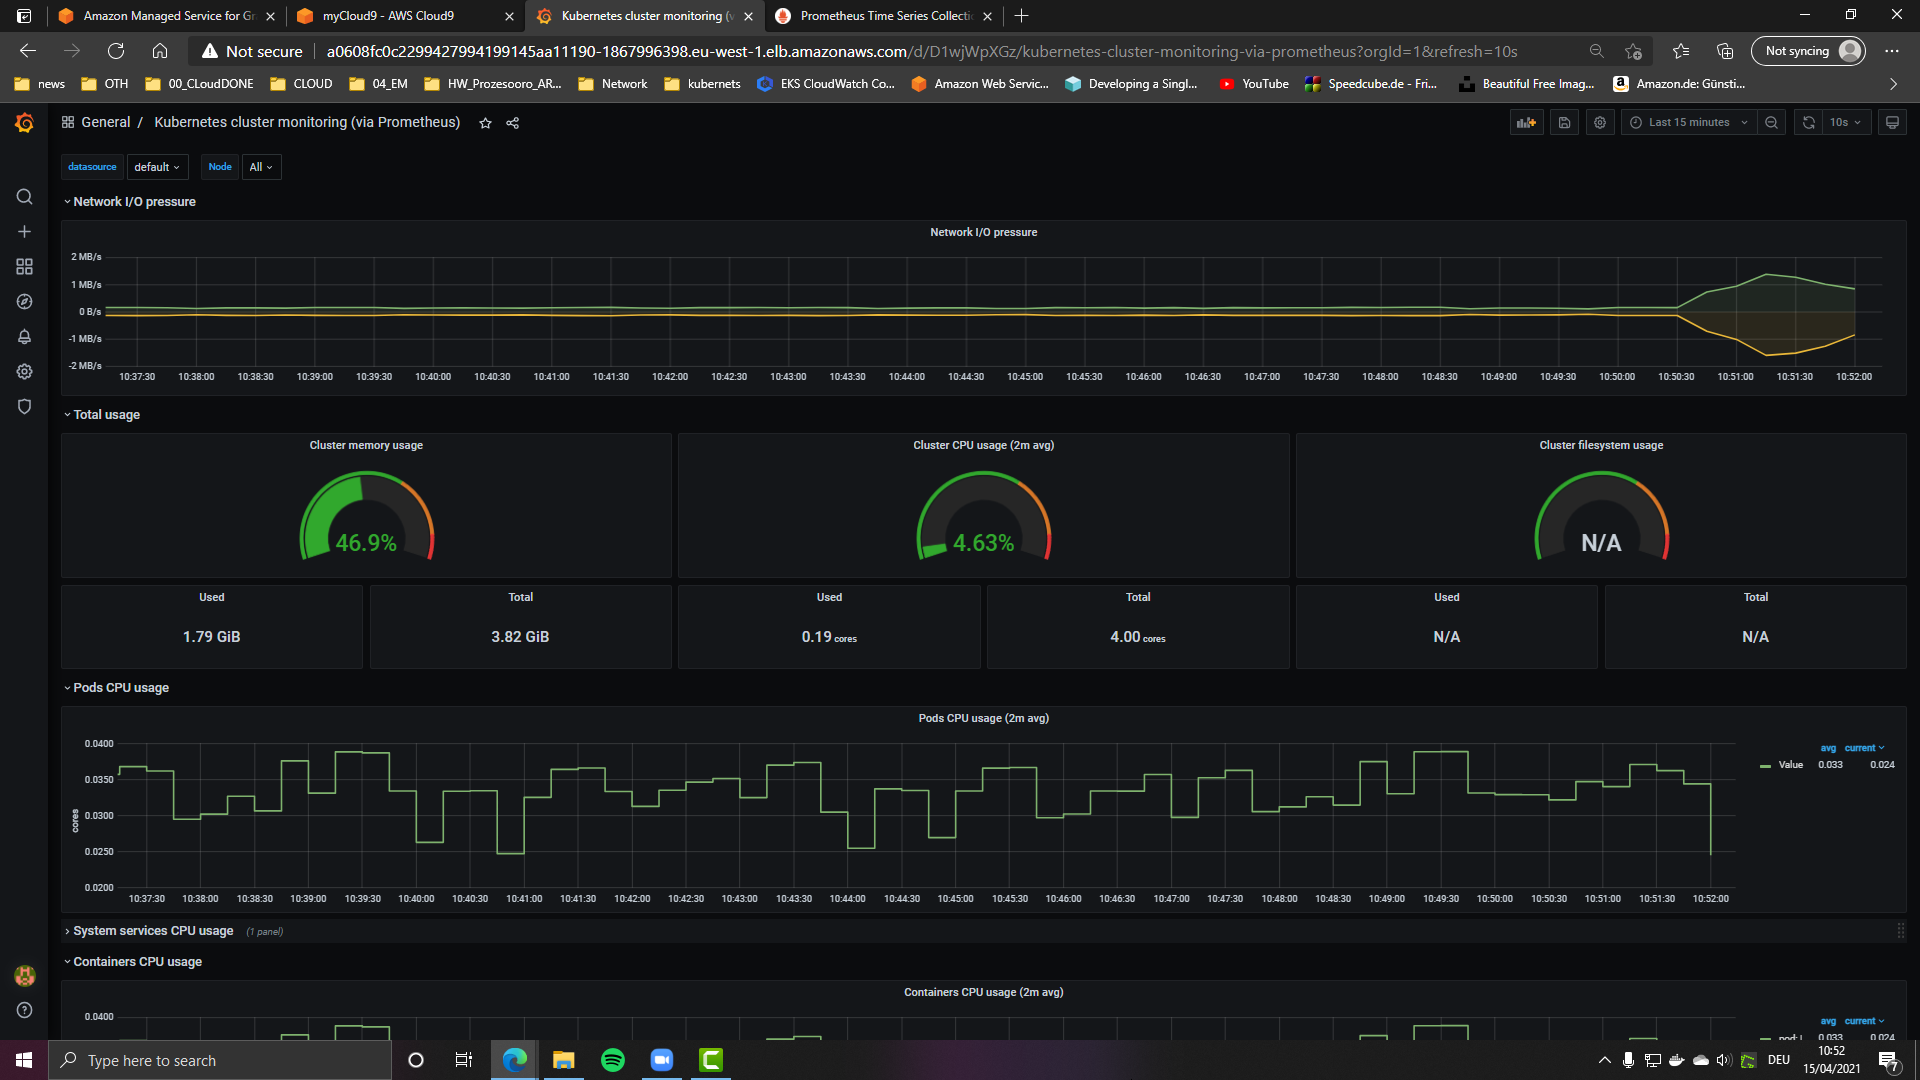 Amazon Managed Service for Gr
myCloud9 - AWS Cloud9
Kubernetes cluster monitoring (v
Prometheus Time Series Collecti
Not secure
a0608fc0c2299427994199145aa11190-1867996398.eu-west-1.elb.amazonaws.com/d/D1wjWpXGz/kubernetes-cluster-monitoring-via-prometheus?orgId=1&refresh=10s
Not syncing
news
OTH
00_CLoudDONE
CLOUD
04_EM
HW_Prozesooro_AR...
Network
kubernets
EKS CloudWatch Co...
Amazon Web Servic...
Developing a Singl...
YouTube
Speedcube.de - Fri...
Beautiful Free Imag...
Amazon.de: Günsti...
General / Kubernetes cluster monitoring (via Prometheus)
Last 15 minutes
10s
datasource
default
Node
All
Network I/O pressure
Network I/O pressure
2 MB/s
1 MB/s
0 B/s
-1 MB/s
-2 MB/s
10:37:30 10:38:00 10:38:30 10:39:00 10:39:30 10:40:00 10:40:30 10:41:00 10:41:30 10:42:00 10:42:30 10:43:00 10:43:30 10:44:00 10:44:30 10:45:00 10:45:30 10:46:00 10:46:30 10:47:00 10:47:30 10:48:00 10:48:30 10:49:00 10:49:30 10:50:00 10:50:30 10:51:00 10:51:30 10:52:00
Total usage
Cluster memory usage
46.9%
Cluster CPU usage (2m avg)
4.63%
Cluster filesystem usage
N/A
Used
1.79 GiB
Total
3.82 GiB
Used
0.19 cores
Total
4.00 cores
Used
N/A
Total
N/A
Pods CPU usage
Pods CPU usage (2m avg)
cores
0.0400
0.0350
0.0300
0.0250
0.0200
10:37:30 10:38:00 10:38:30 10:39:00 10:39:30 10:40:00 10:40:30 10:41:00 10:41:30 10:42:00 10:42:30 10:43:00 10:43:30 10:44:00 10:44:30 10:45:00 10:45:30 10:46:00 10:46:30 10:47:00 10:47:30 10:48:00 10:48:30 10:49:00 10:49:30 10:50:00 10:50:30 10:51:00 10:51:30 10:52:00
avg current
Value 0.033 0.024
System services CPU usage (1 panel)
Containers CPU usage
Containers CPU usage (2m avg)
0.0400
avg current
0.033 0.024
Type here to search
DEU
10:52
15/04/2021
7